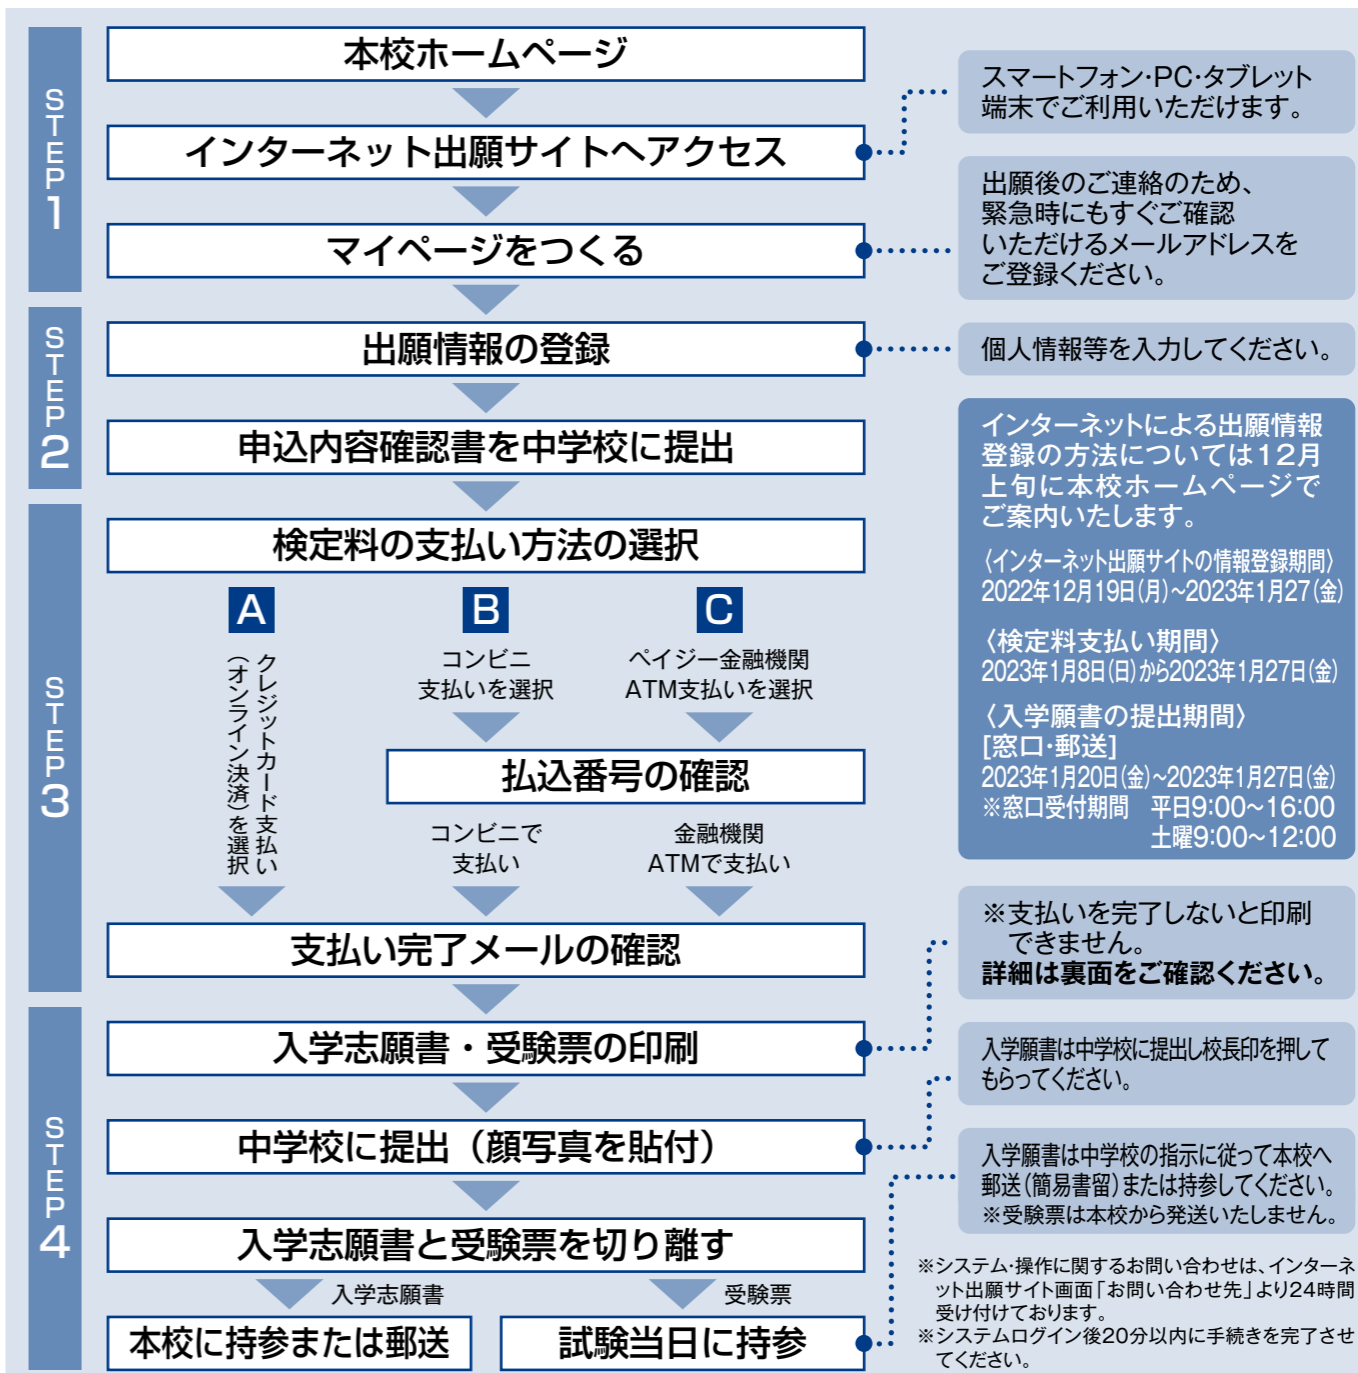 STEP1
本校ホームページ
インターネット出願サイトへアクセス
スマートフォン・PC・タブレット
端末でご利用いただけます。
マイページをつくる
出願後のご連絡のため、
緊急時にもすぐご確認
いただけるメールアドレスを
ご登録ください。
STEP2
出願情報の登録
個人情報等を入力してください。
申込内容確認書を中学校に提出
インターネットによる出願情報
登録の方法については12月
上旬に本校ホームページで
ご案内いたします。
〈インターネット出願サイトの情報登録期間〉
2022年12月19日(月)~2023年1月27(金)
〈検定料支払い期間〉
2023年1月8日(日)から2023年1月27日(金)
〈入学願書の提出期間〉
[窓口・郵送]
2023年1月20日(金)~2023年1月27日(金)
※窓口受付期間 平日9:00~16:00
土曜9:00~12:00
STEP3
検定料の支払い方法の選択
A
クレジットカード支払い
(オンライン決済)を選択
B
コンビニ
支払いを選択
C
ペイジー金融機関
ATM支払いを選択
払込番号の確認
コンビニで
支払い
金融機関
ATMで支払い
支払い完了メールの確認
STEP4
入学志願書・受験票の印刷
※支払いを完了しないと印刷
できません。
詳細は裏面をご確認ください。
中学校に提出(顔写真を貼付)
入学願書は中学校に提出し校長印を押して
もらってください。
入学志願書と受験票を切り離す
入学志願書
本校に持参または郵送
受験票
試験当日に持参
入学願書は中学校の指示に従って本校へ
郵送(簡易書留)または持参してください。
※受験票は本校から発送いたしません。
※システム・操作に関するお問い合わせは、インターネ
ット出願サイト画面「お問い合わせ先」より24時間
受け付けております。
※システムログイン後20分以内に手続きを完了させ
てください。